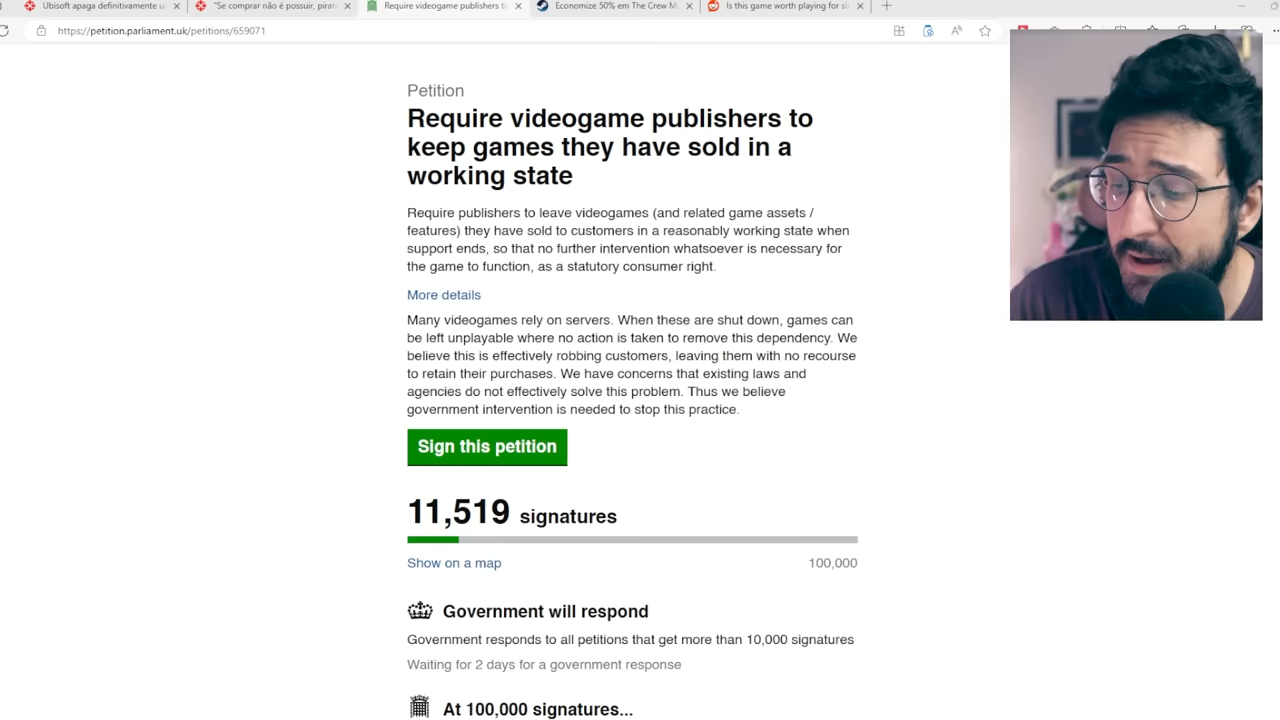 Ubisoft apaga definitivamente u
"Se comprar não é possuir, pirat
Require videogame publishers to
Economize 50% em The Crew M
Is this game worth playing for si
https://petition.parliament.uk/petitions/659071
Petition
Require videogame publishers to
keep games they have sold in a
working state
Require publishers to leave videogames (and related game assets /
features) they have sold to customers in a reasonably working state when
support ends, so that no further intervention whatsoever is necessary for
the game to function, as a statutory consumer right.
More details
Many videogames rely on servers. When these are shut down, games can
be left unplayable where no action is taken to remove this dependency. We
believe this is effectively robbing customers, leaving them with no recourse
to retain their purchases. We have concerns that existing laws and
agencies do not effectively solve this problem. Thus we believe
government intervention is needed to stop this practice.
Sign this petition
11,519 signatures
Show on a map
100,000
Government will respond
Government responds to all petitions that get more than 10,000 signatures
Waiting for 2 days for a government response
At 100,000 signatures...